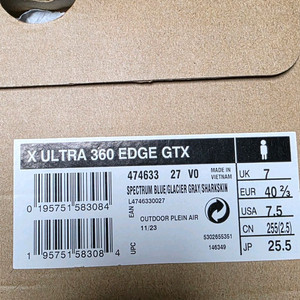 X ULTRA 360 EDGE GTX
474633 27 V0
MADE IN VIETNAM
SPECTRUM BLUE/GLACIER GRAY/SHARKSKIN
L4746330027
EAN
0 195751 583084
OUTDOOR PLEIN AIR
11/23
5302655351
146349
UPC
1 95751 58308 4
UK 7
EUR 40 ⅔
USA 7.5
CN 255(2.5)
JP 25.5